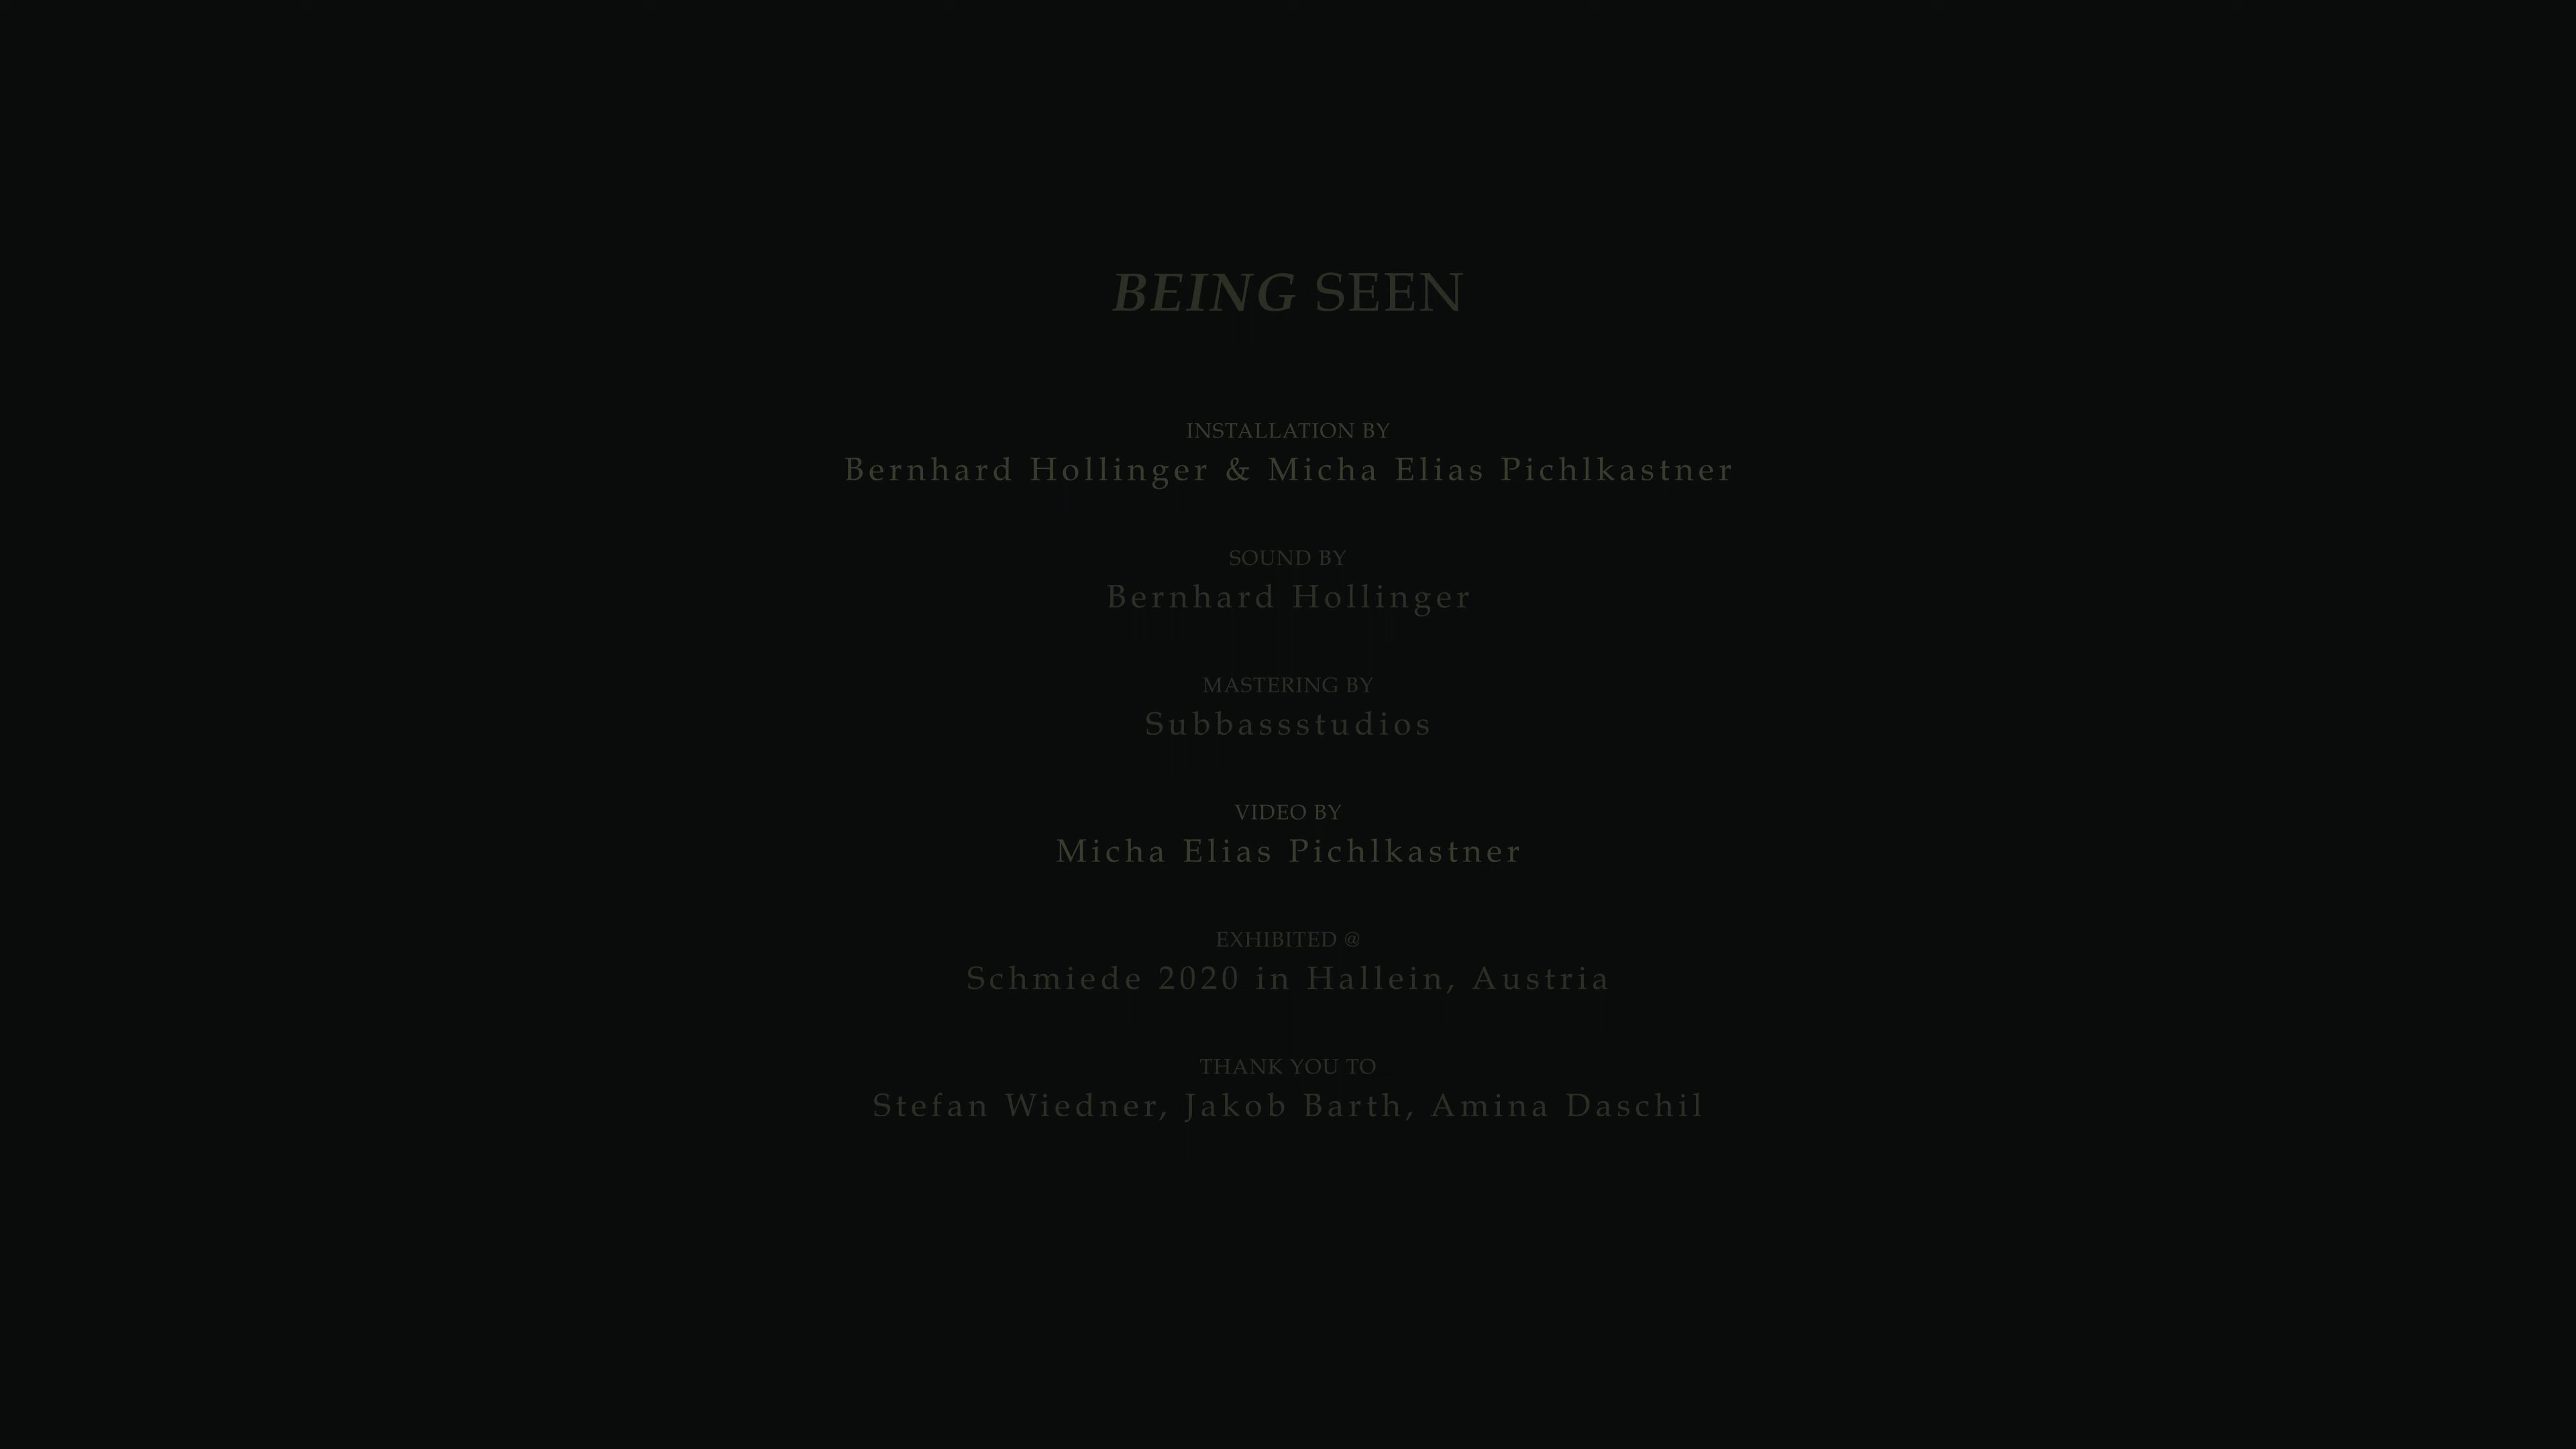 BEING SEEN
INSTALLATION BY
Bernhard Hollinger & Micha Elias Pichlkastner
SOUND BY
Bernhard Hollinger
MASTERING BY
Subbassstudios
VIDEO BY
Micha Elias Pichlkastner
EXHIBITED @
Schmiede 2020 in Hallein, Austria
THANK YOU TO
Stefan Wiedner, Jakob Barth, Amina Daschil